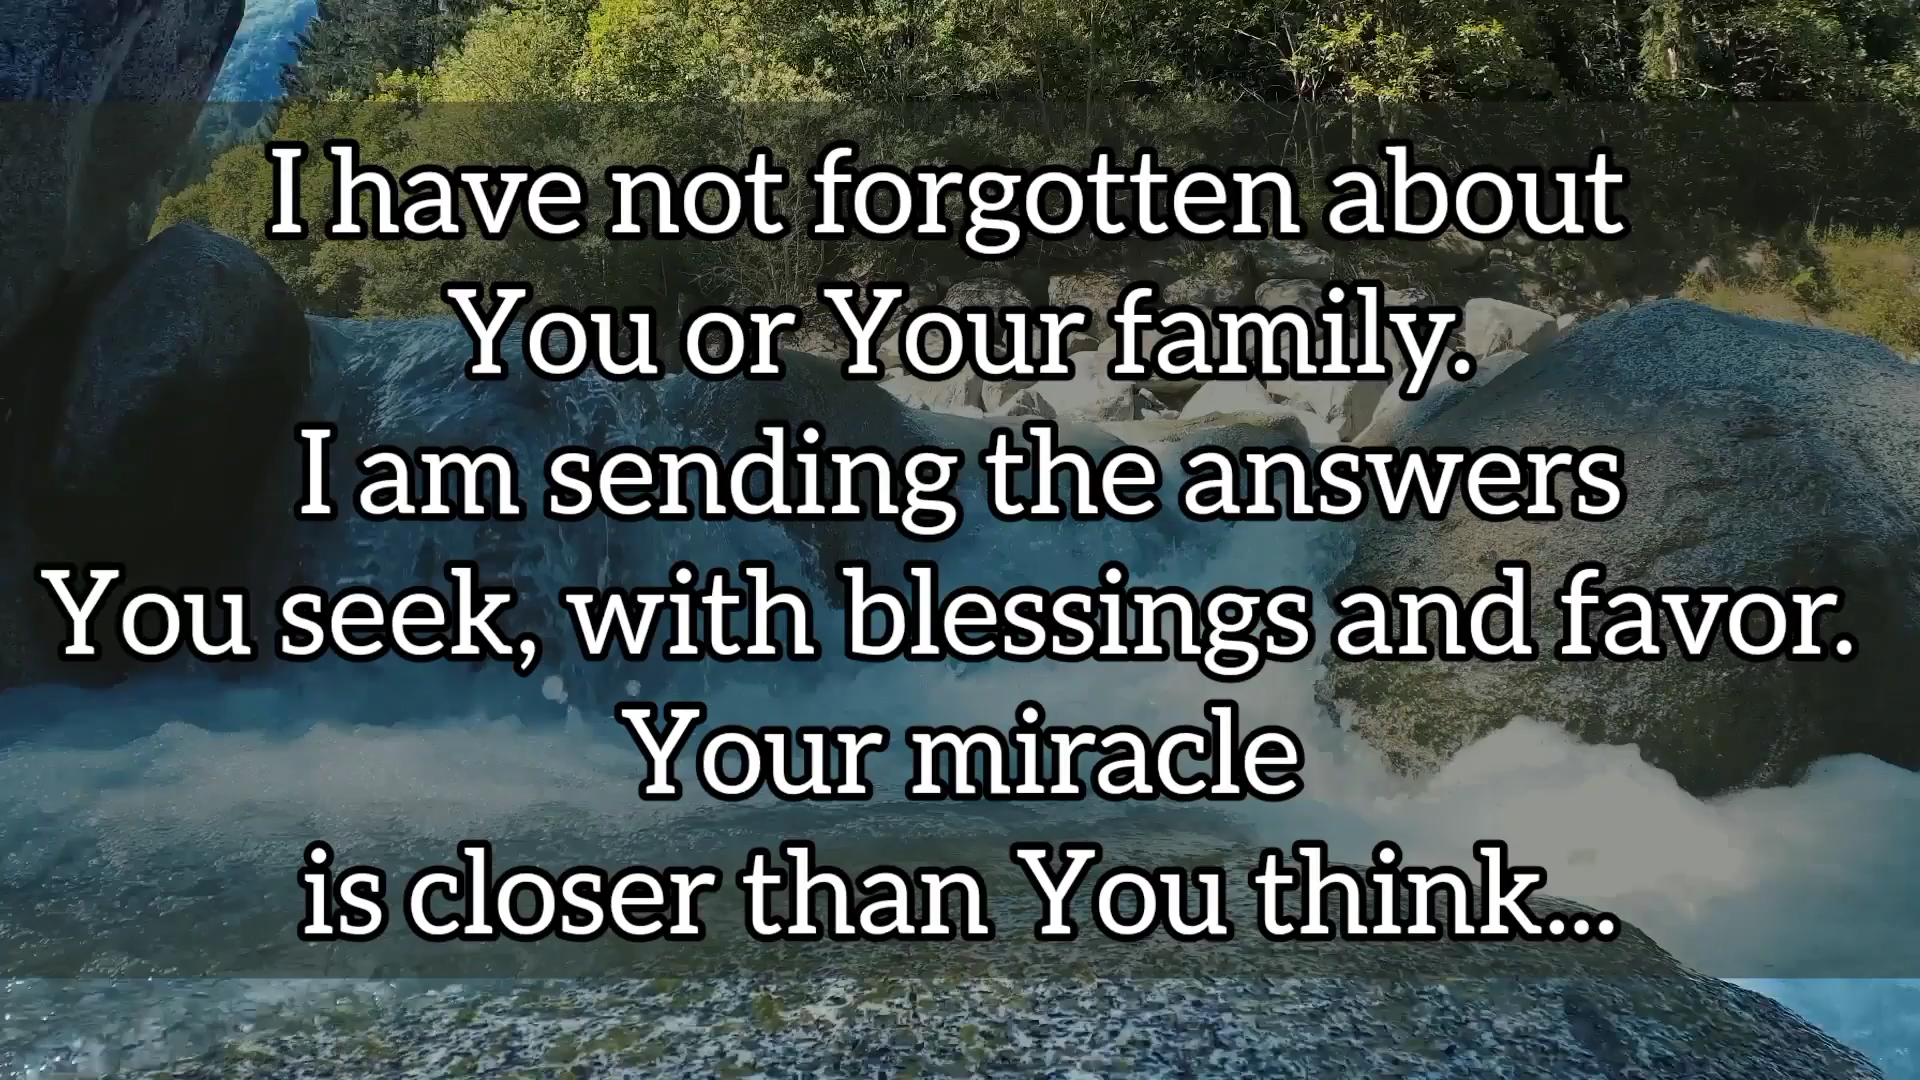 I have not forgotten about
You or Your family.
I am sending the answers
You seek, with blessings and favor.
Your miracle
is closer than You think...